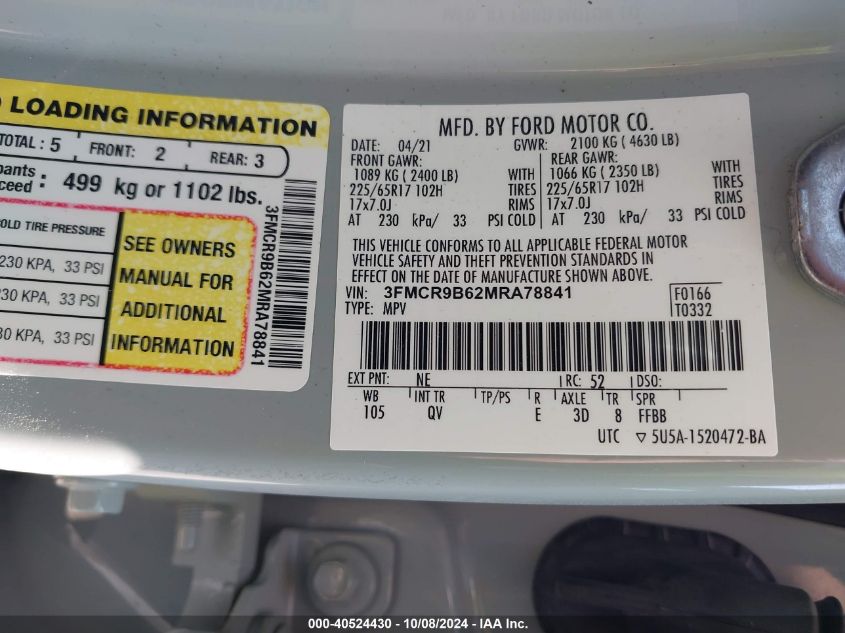 LOADING INFORMATION
TOTAL : 5 FRONT: 2 REAR: 3
499 kg or 1102 lbs.
TIRE PRESSURE
230 KPA, 33 PSI
30 KPA, 33 PSI
30 KPA, 33 PSI
SEE OWNERS
MANUAL FOR
ADDITIONAL
INFORMATION
3FMCR9B62MRA78841
MFD. BY FORD MOTOR CO.
DATE: 04/21 GVWR: 2100 KG ( 4630 LB)
FRONT GAWR: REAR GAWR:
1089 KG ( 2400 LB) WITH 1066 KG ( 2350 LB) WITH
225/65R17 102H TIRES 225/65R17 102H TIRES
17x7.0J RIMS 17x7.0J RIMS
AT 230 kPa/ 33 PSI COLD AT 230 kPa/ 33 PSI COLD
THIS VEHICLE CONFORMS TO ALL APPLICABLE FEDERAL MOTOR
VEHICLE SAFETY AND THEFT PREVENTION STANDARDS IN
EFFECT ON THE DATE OF MANUFACTURE SHOWN ABOVE.
VIN: 3FMCR9B62MRA78841 F0166
TYPE: MPV T0332
EXT PNT: NE RC: 52 DSO:
WB INT TR TP/PS R AXLE TR SPR
105 QV E 3D 8 FFBB
UTC ▽ 5U5A-1520472-BA
000-40524430 - 10/08/2024 - IAA Inc.